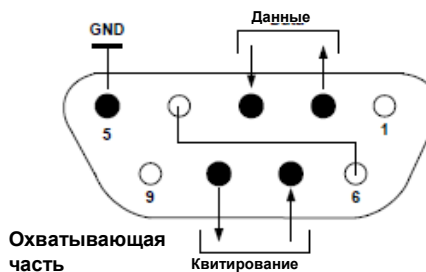 Данные
GND
5
1
9
6
Охватывающая
часть
Квитирование